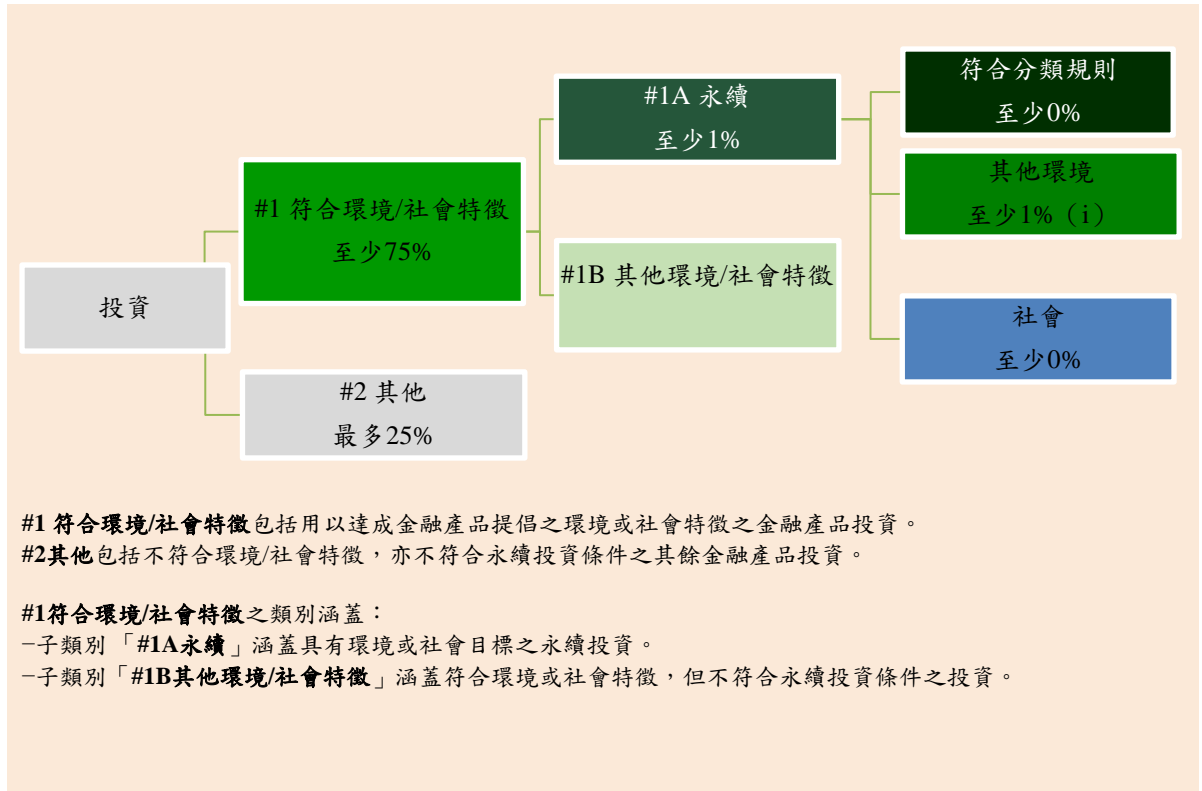 符合分類規則
至少0%
#1A 永續
至少1%
其他環境
至少1%（i）
#1 符合環境/社會特徵
至少75%
#1B 其他環境/社會特徵
投資
社會
至少0%
#2 其他
最多25%
#1 符合環境/社會特徵包括用以達成金融產品提倡之環境或社會特徵之金融產品投資。
#2其他包括不符合環境/社會特徵，亦不符合永續投資條件之其餘金融產品投資。
#1符合環境/社會特徵之類別涵蓋：
−子類別「#1A永續」涵蓋具有環境或社會目標之永續投資。
−子類別「#1B其他環境/社會特徵」涵蓋符合環境或社會特徵，但不符合永續投資條件之投資。